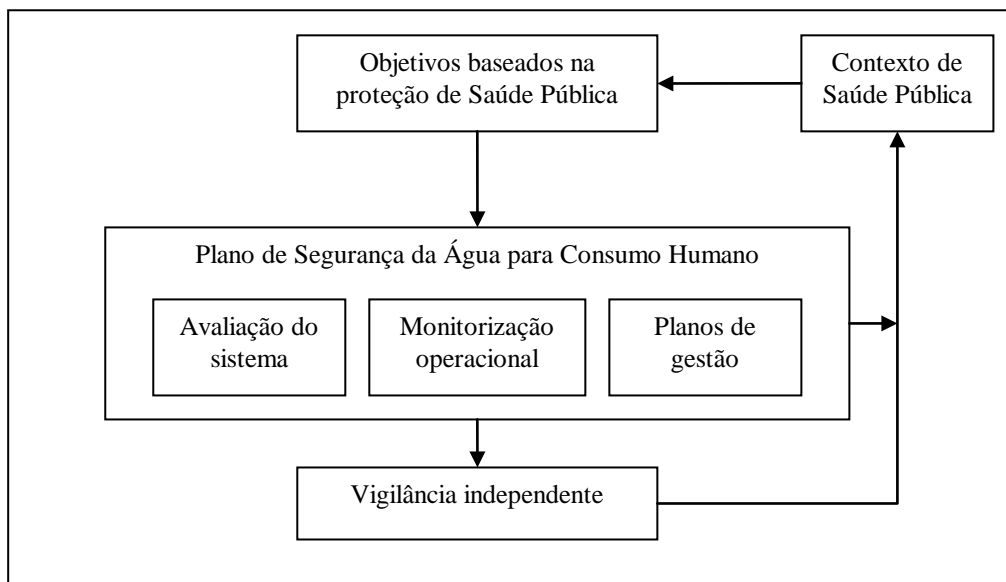 Objetivos baseados na
proteção de Saúde Pública
Contexto de
Saúde Pública
Plano de Segurança da Água para Consumo Humano
Avaliação do
sistema
Monitorização
operacional
Planos de
gestão
Vigilância independente